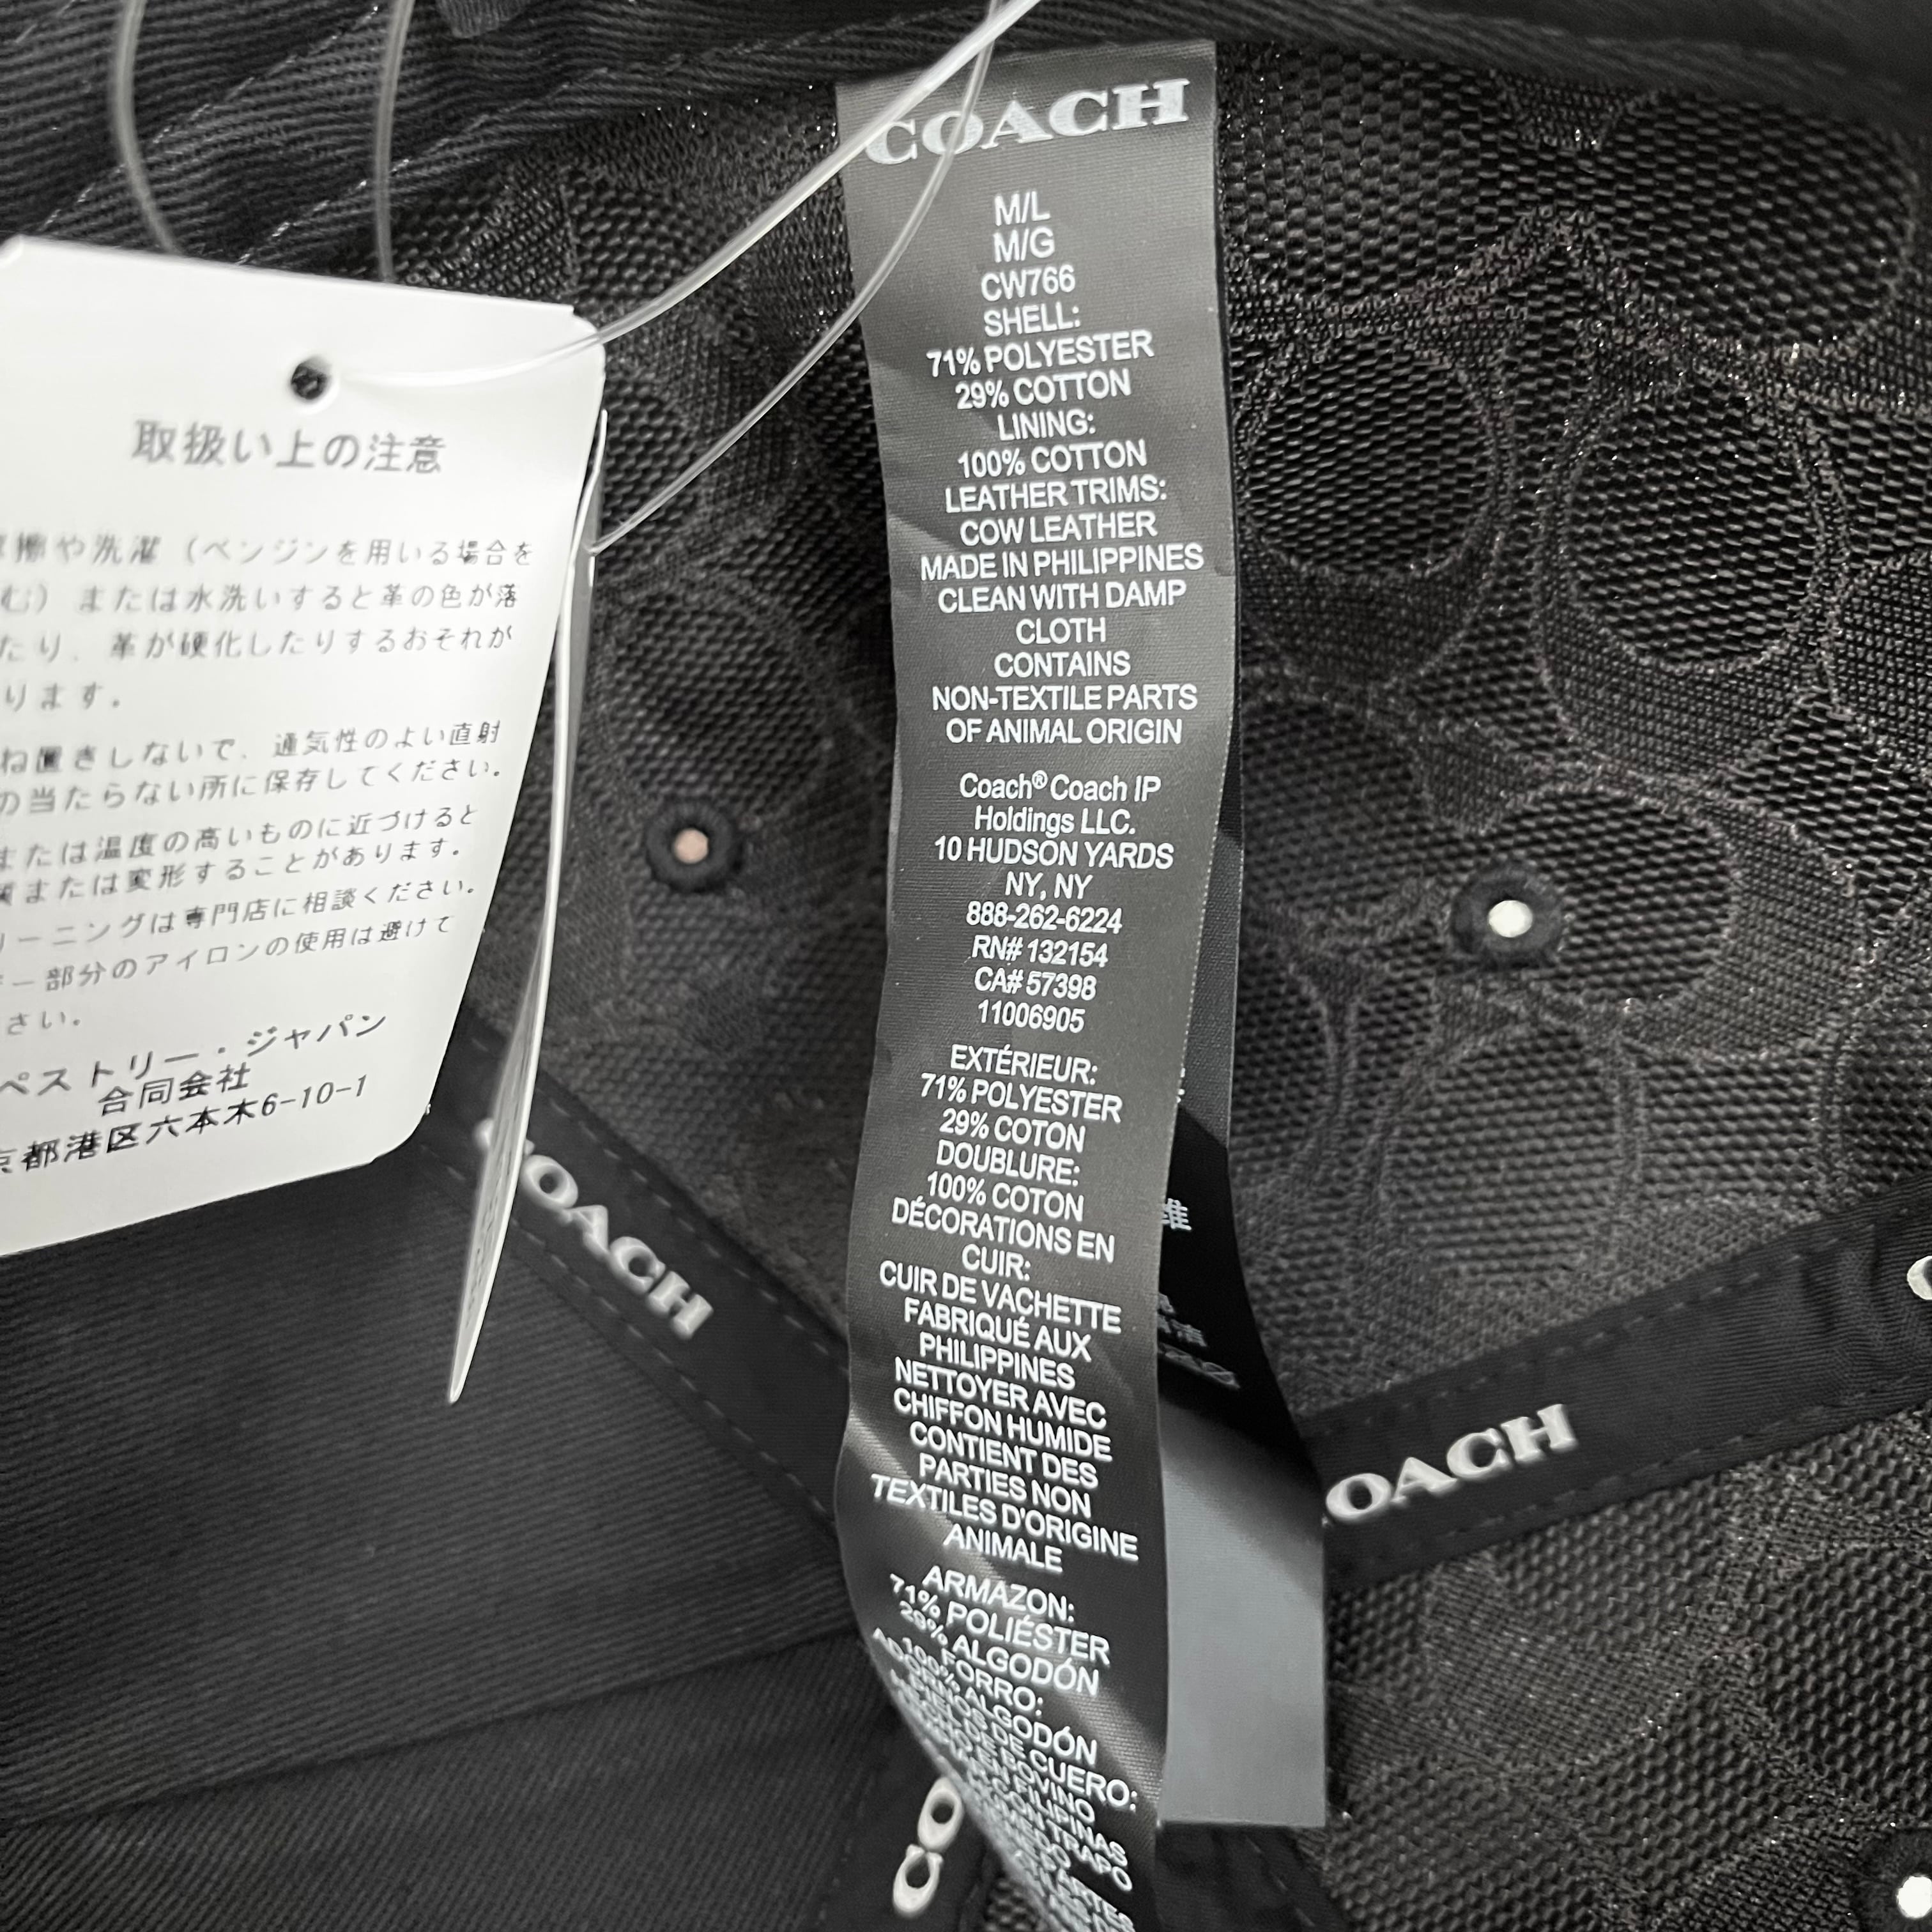 COACH
M/L
M/G
CW766
SHELL:
71% POLYESTER
29% COTTON
LINING:
100% COTTON
LEATHER TRIMS:
COW LEATHER
MADE IN PHILIPPINES
CLEAN WITH DAMP
CLOTH
CONTAINS
NON-TEXTILE PARTS
OF ANIMAL ORIGIN
Coach® Coach IP
Holdings LLC.
10 HUDSON YARDS
NY, NY
888-262-6224
RN# 132154
CA# 57398
11006905
EXTÉRIEUR:
71% POLYESTER
29% COTON
DOUBLURE:
100% COTON
DÉCORATIONS EN
CUIR:
CUIR DE VACHETTE
FABRIQUÉ AUX
PHILIPPINES
NETTOYER AVEC
CHIFFON HUMIDE
CONTIENT DES
PARTIES NON
TEXTILES D'ORIGINE
ANIMALE
ARMAZON:
71% POLIÉSTER
29% ALGODÓN
FORRO:
100% ALGODÓN
DE CUERO:
FILIPINAS
TRAPO
取扱い上の注意
擦や洗濯（ベンジンを用いる場合を
む）または水洗いすると革の色が落
たり、革が硬化したりするおそれが
ります。
ね置きしないで、通気性のよい直射
の当たらない所に保存してください。
または温度の高いものに近づけると
または変形することがあります。
リーニングは専門店に相談ください。
ー部分のアイロンの使用は避けて
さい。
ペストリー・ジャパン
合同会社
京都港区六本木6-10-1
COACH
OACH
CO
維